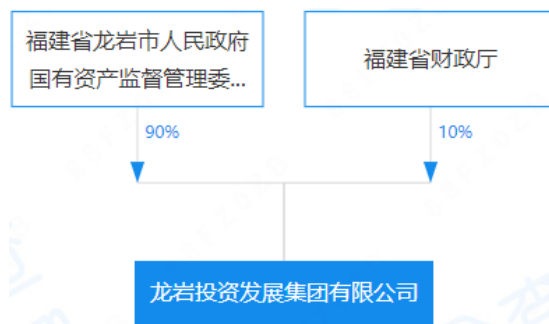 福建省龙岩市人民政府
国有资产监督管理委...
福建省财政厅
90%
10%
龙岩投资发展集团有限公司